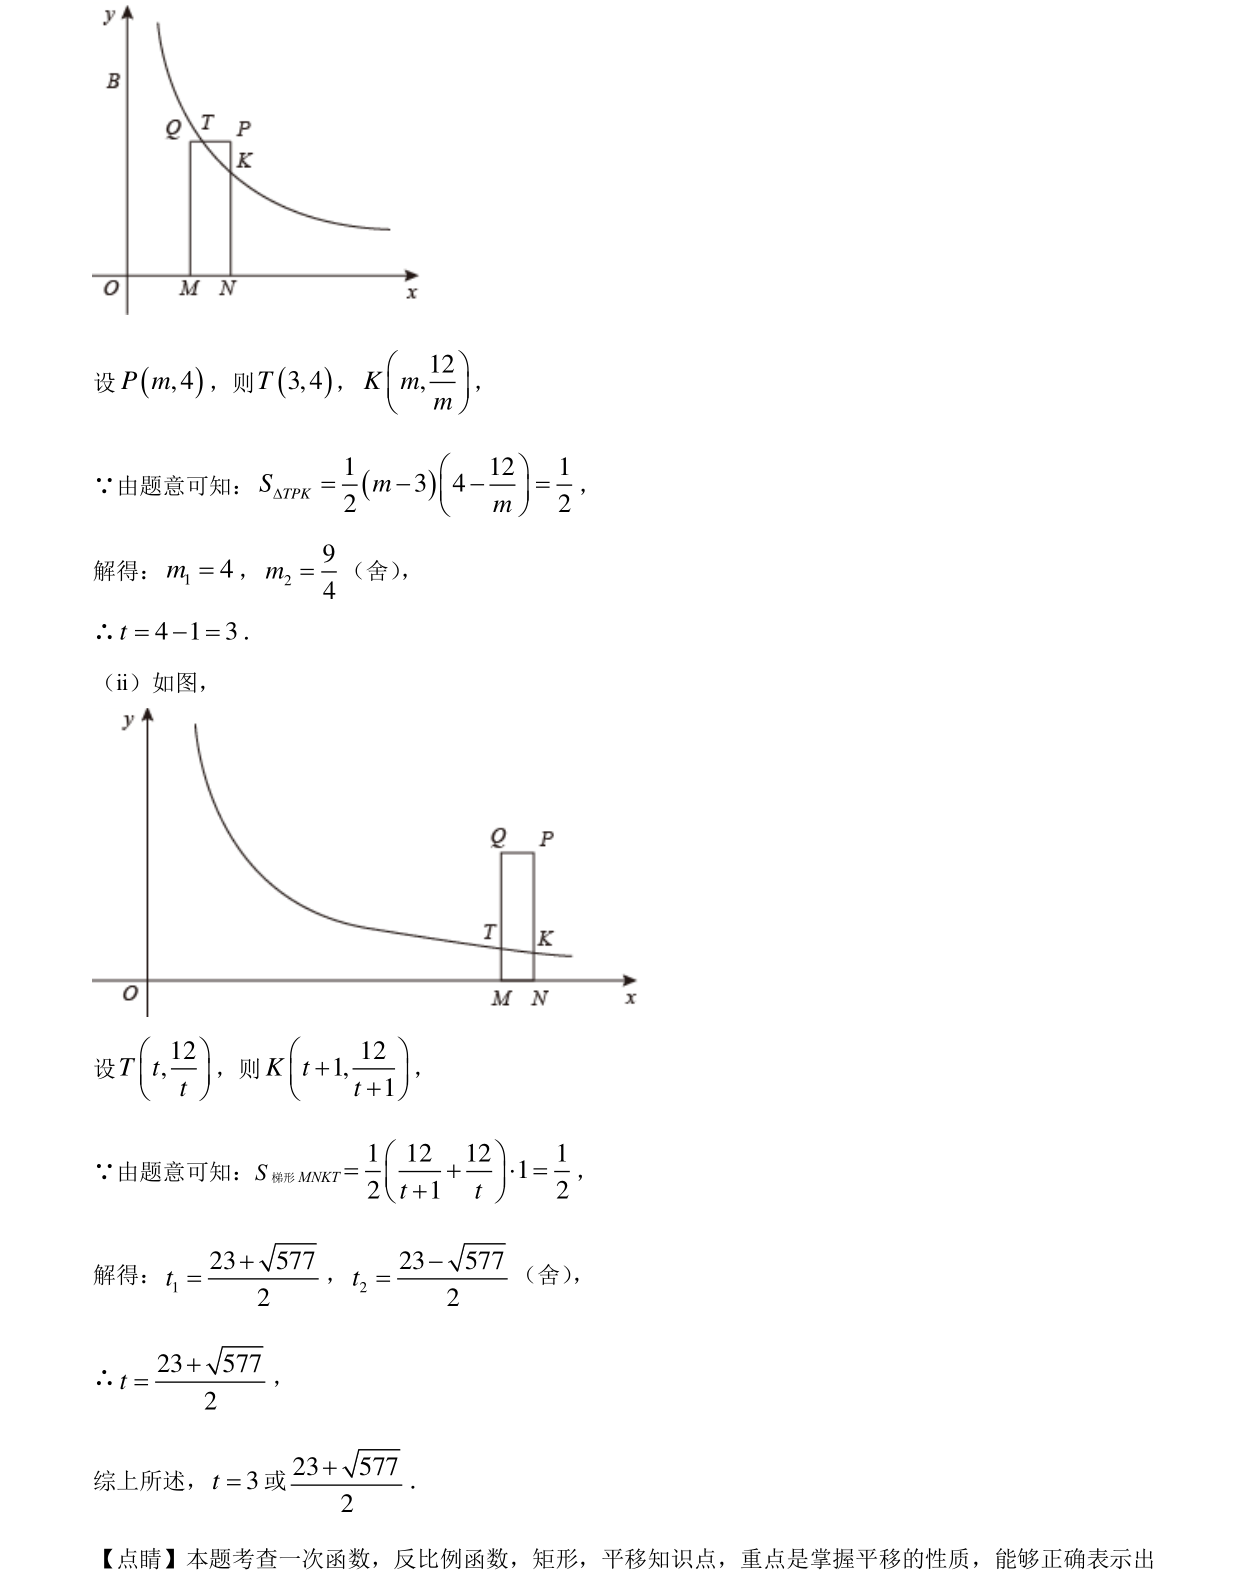 y
B
Q T P
K
O M N x
设P(m,4)，则T(3,4)，K(m,12/m)，
∵由题意可知：S△TPK = 1/2(m−3)(4−12/m) = 1/2，
解得：m₁ = 4，m₂ = 9/4（舍），
∴t = 4−1 = 3．
（ii）如图，
y
Q P
T K
O M N x
设T(t,12/t)，则K(t+1,12/(t+1))，
∵由题意可知：S梯形MNKT = 1/2(12/(t+1)+12/t)·1 = 1/2，
解得：t₁ = (23+√577)/2，t₂ = (23−√577)/2（舍），
∴t = (23+√577)/2，
综上所述，t = 3或(23+√577)/2．
【点睛】本题考查一次函数，反比例函数，矩形，平移知识点，重点是掌握平移的性质，能够正确表示出